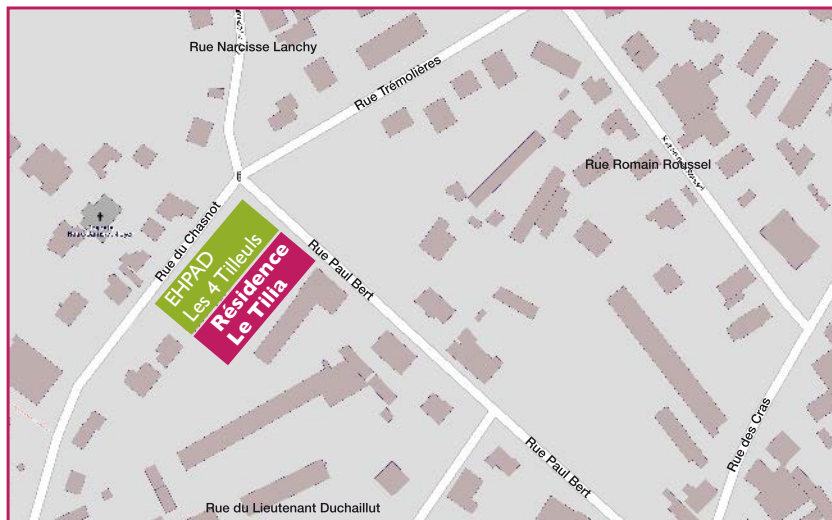 Rue Narcisse Lanchy
Rue Trémolières
Rue Romain Roussel
Rue du Chasnot
EHPAD
Les 4 Tilleuls
Résidence
Le Tilia
Rue Paul Bert
Rue des Cras
Rue Paul Bert
Rue du Lieutenant Duchaillut